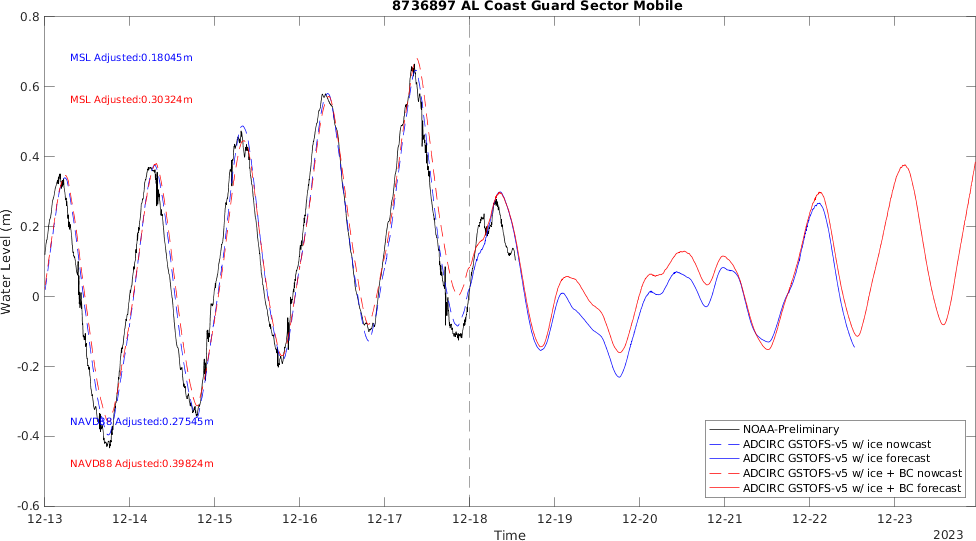 8736897 AL Coast Guard Sector Mobile
0.8
MSL Adjusted:0.18045m
0.6
MSL Adjusted:0.30324m
0.4
0.2
Water Level (m)
0
-0.2
NAVD88 Adjusted:0.27545m
-0.4
NAVD88 Adjusted:0.39824m
-0.6
NOAA-Preliminary
ADCIRC GSTOFS-v5 w/ ice nowcast
ADCIRC GSTOFS-v5 w/ ice forecast
ADCIRC GSTOFS-v5 w/ ice + BC nowcast
ADCIRC GSTOFS-v5 w/ ice + BC forecast
12-13 12-14 12-15 12-16 12-17 12-18 12-19 12-20 12-21 12-22 12-23
Time
2023